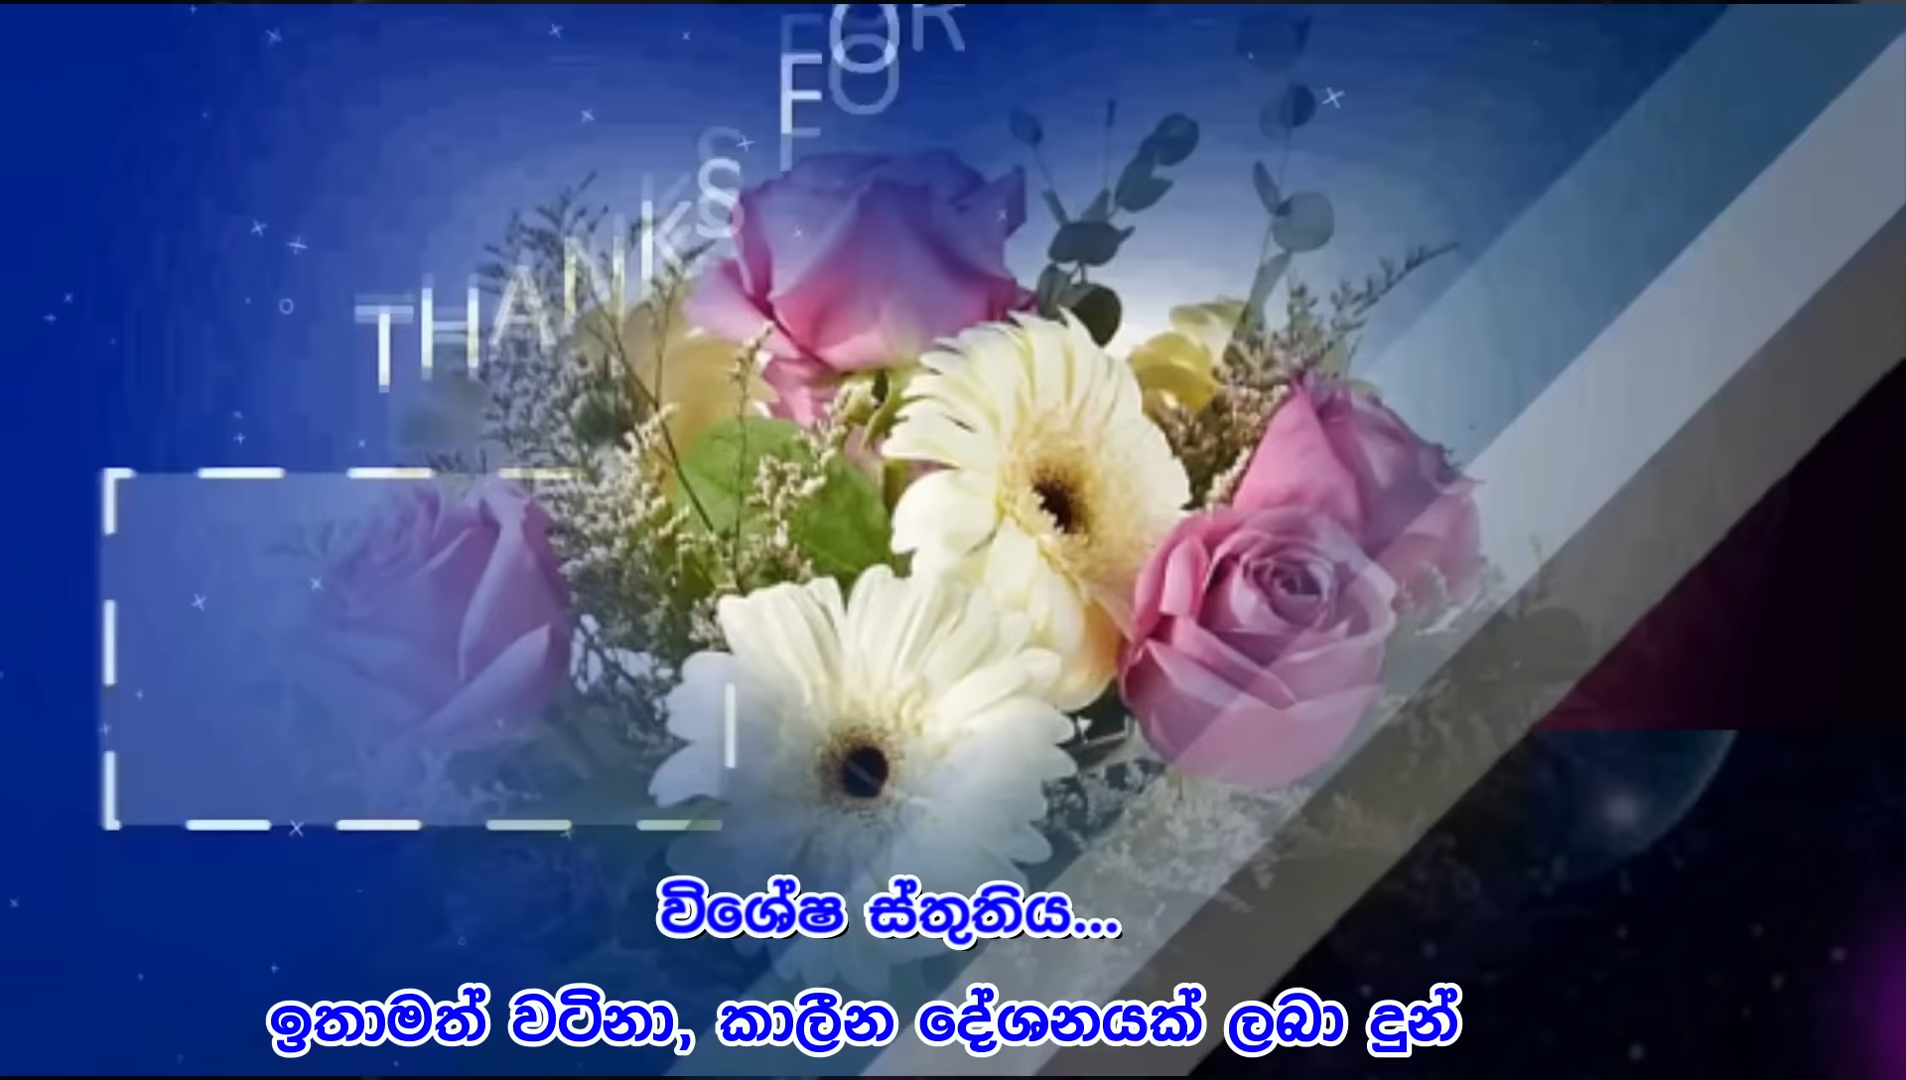 THANKS FOR
විශේෂ ස්තුතිය...
ඉතාමත් වටිනා, කාලීන දේශනයක් ලබා දුන්